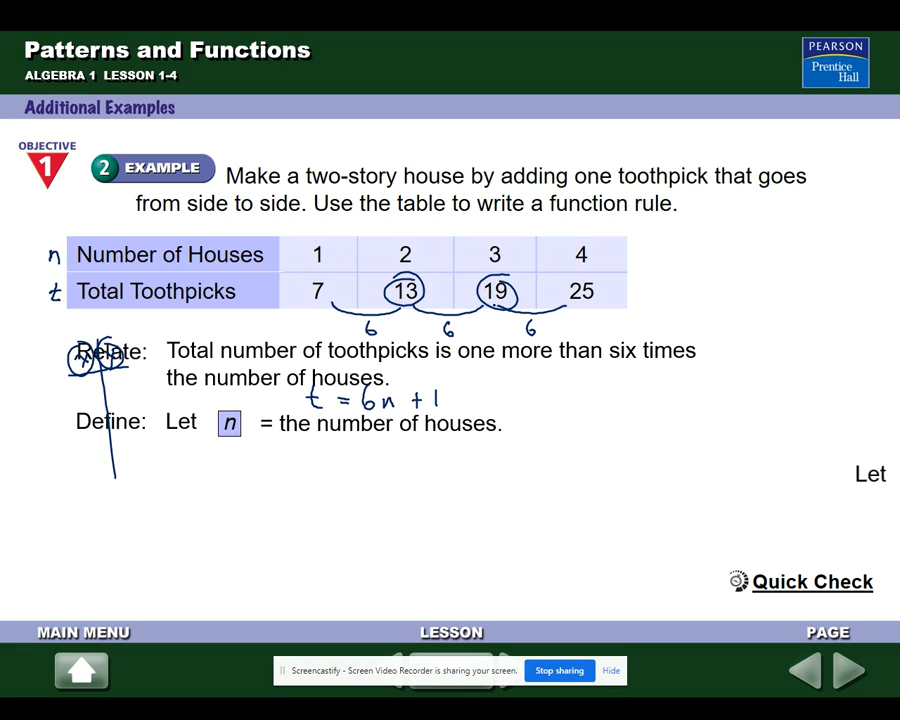 Patterns and Functions
ALGEBRA 1 LESSON 1-4
PEARSON
Prentice
Hall
Additional Examples
OBJECTIVE
1
2 EXAMPLE Make a two-story house by adding one toothpick that goes
from side to side. Use the table to write a function rule.
n Number of Houses 1 2 3 4
t Total Toothpicks 7 13 19 25
6 6 6
Relate: Total number of toothpicks is one more than six times
the number of houses.
t = 6n + 1
Define: Let n = the number of houses.
Let
Quick Check
MAIN MENU LESSON PAGE
Screencastify - Screen Video Recorder is sharing your screen. Stop sharing Hide